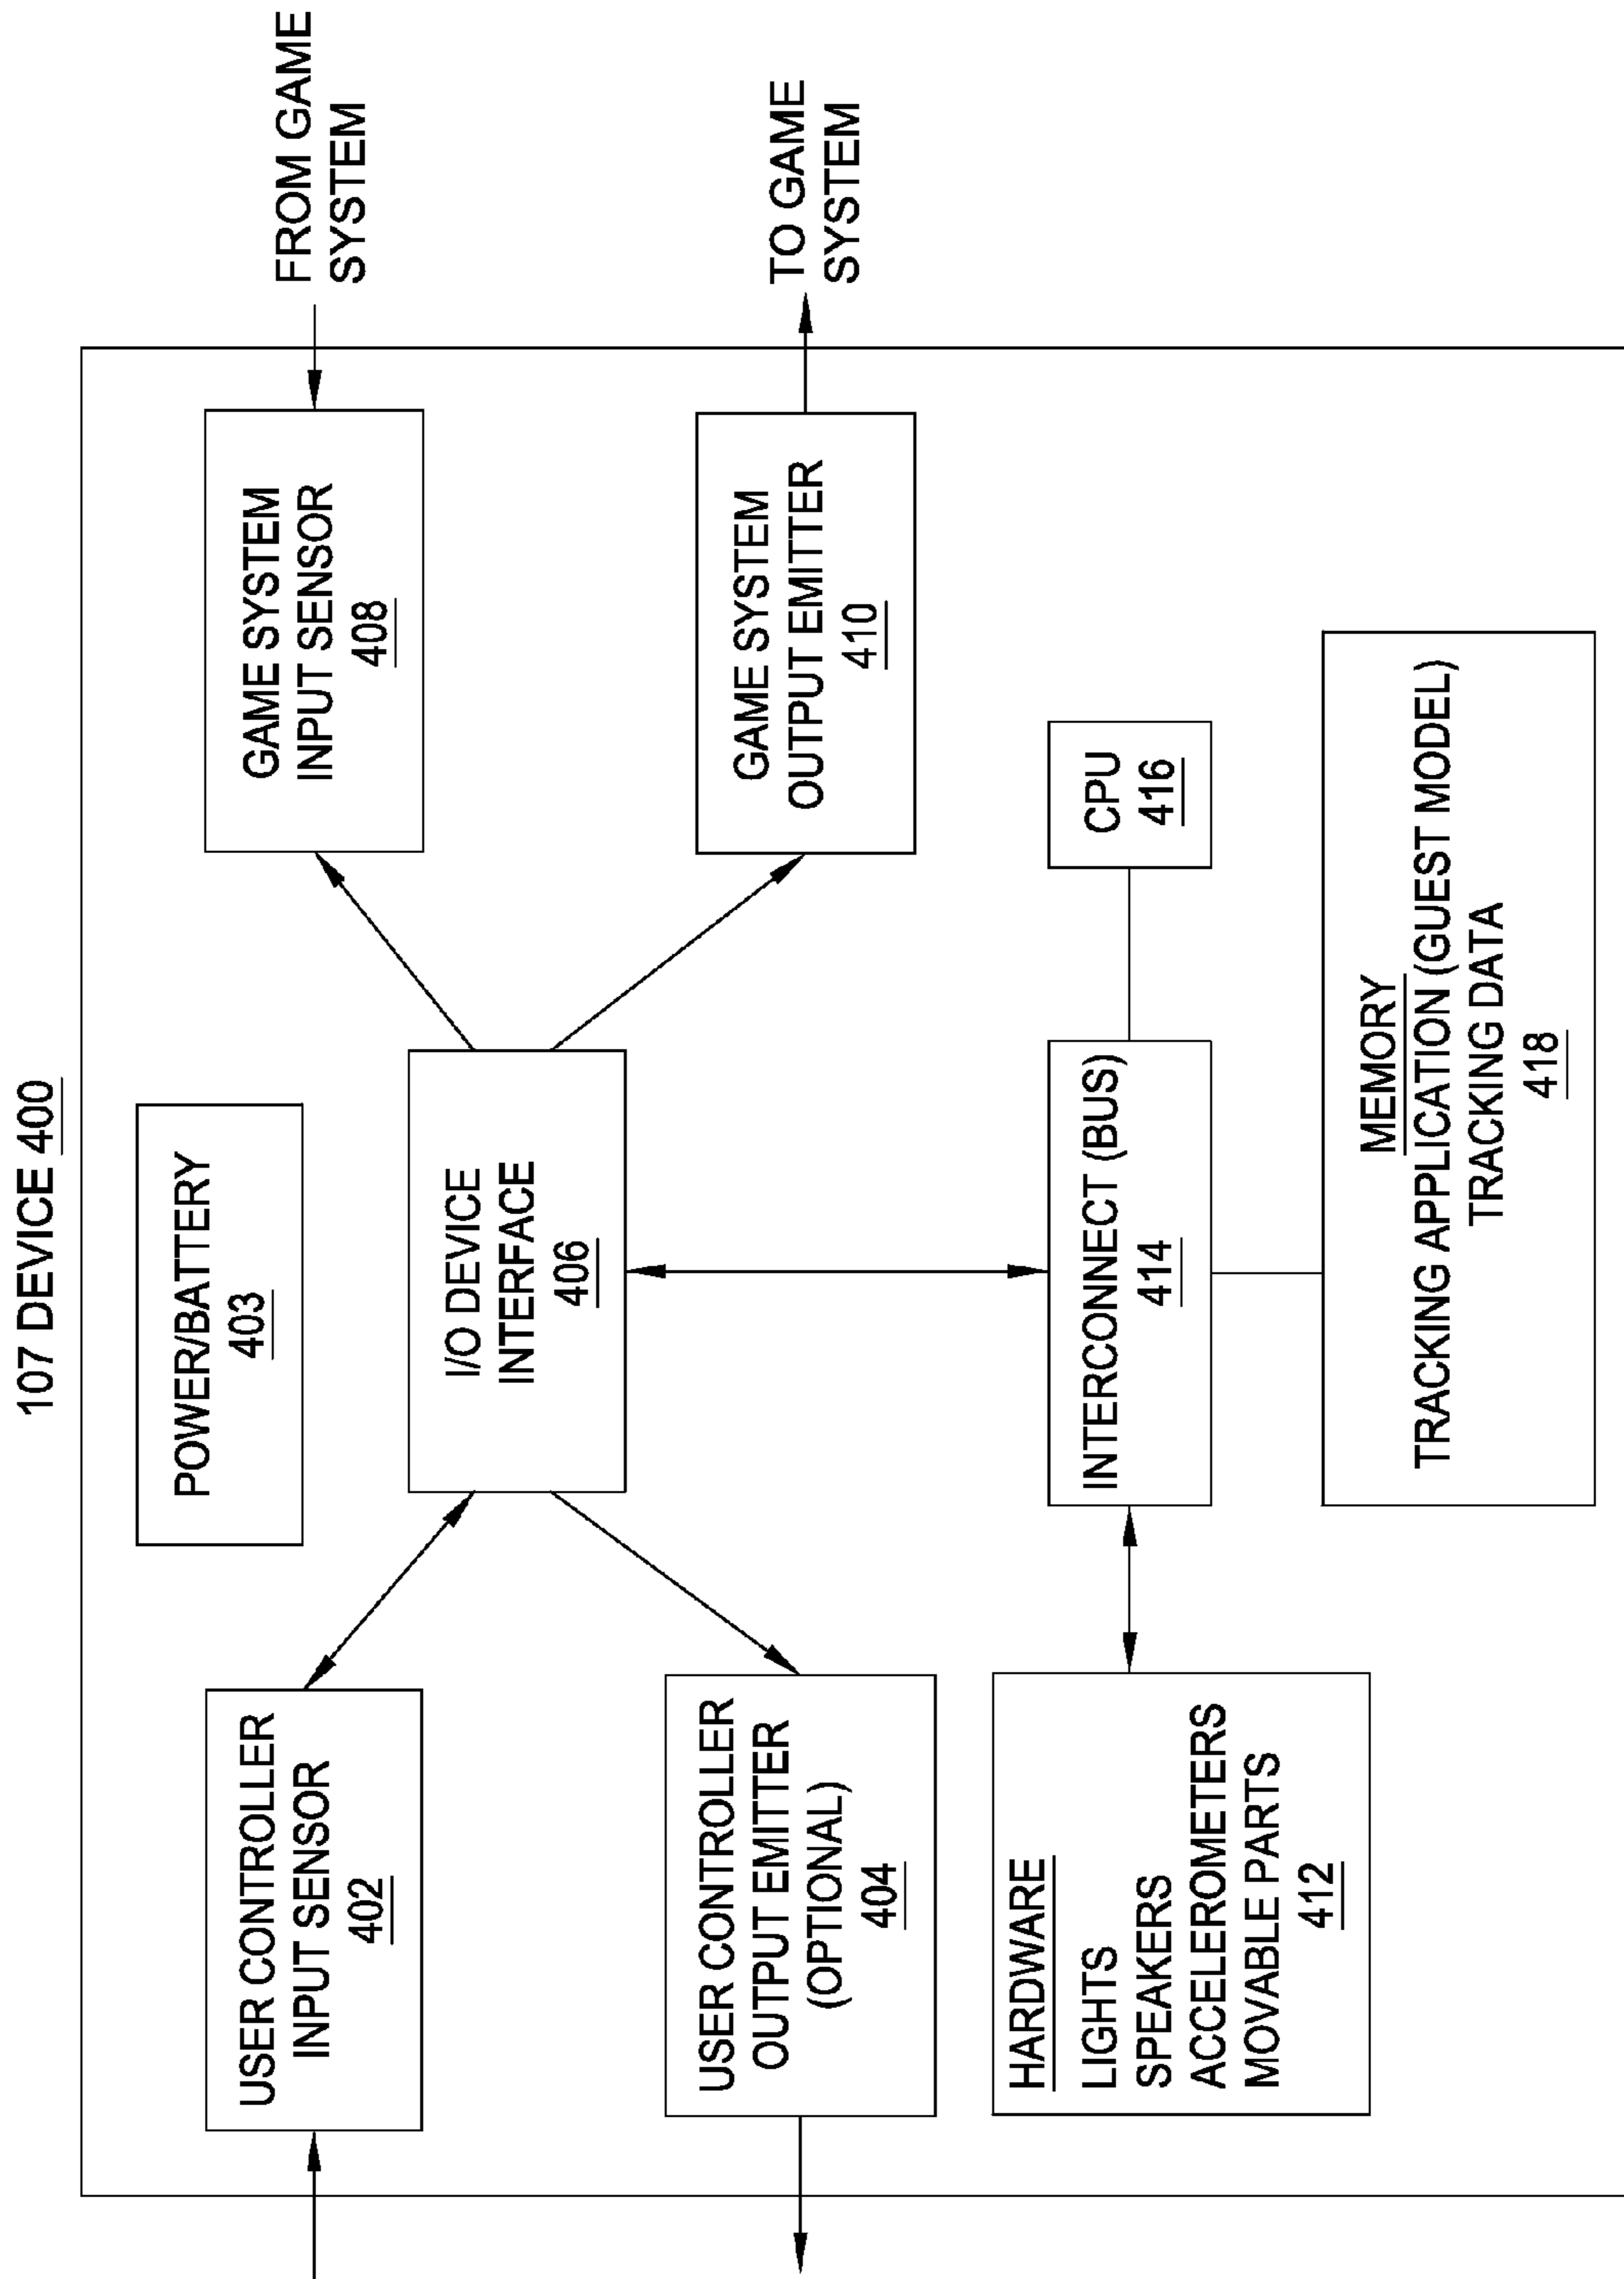 107 DEVICE 400
POWER/BATTERY
403
USER CONTROLLER
INPUT SENSOR
402
I/O DEVICE
INTERFACE
406
GAME SYSTEM
INPUT SENSOR
408
FROM GAME
SYSTEM
USER CONTROLLER
OUTPUT EMITTER
(OPTIONAL)
404
GAME SYSTEM
OUTPUT EMITTER
410
TO GAME
SYSTEM
HARDWARE
LIGHTS
SPEAKERS
ACCELEROMETERS
MOVABLE PARTS
412
INTERCONNECT (BUS)
414
CPU
416
MEMORY
TRACKING APPLICATION (GUEST MODEL)
TRACKING DATA
418